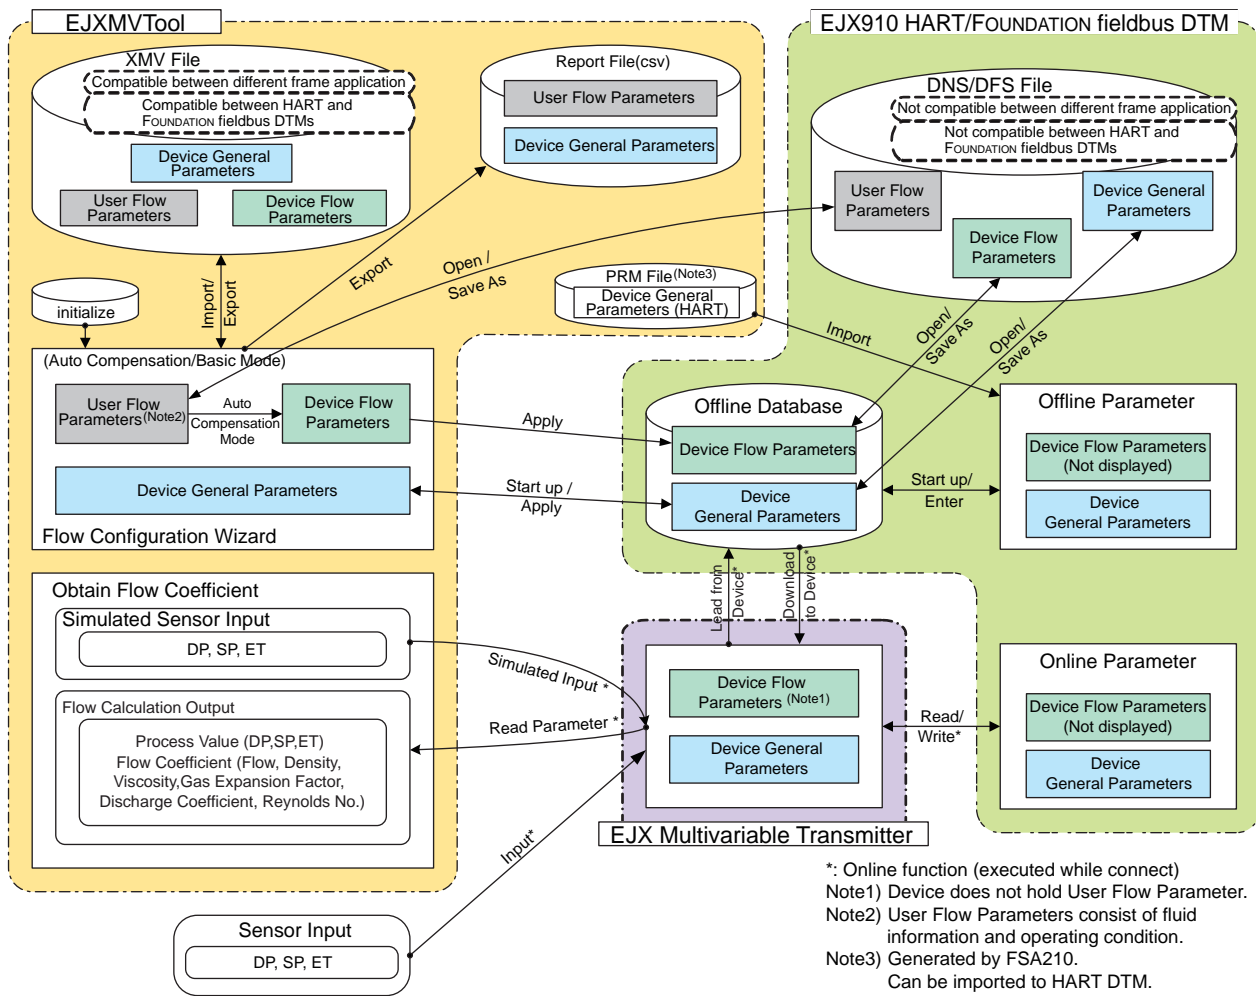 EJXMVTool
XMV File
Compatible between different frame application
Compatible between HART and
FOUNDATION fieldbus DTMs
Device General
Parameters
User Flow
Parameters
Device Flow
Parameters
Report File(csv)
User Flow Parameters
Device General Parameters
EJX910 HART/FOUNDATION fieldbus DTM
DNS/DFS File
Not compatible between different frame application
Not compatible between HART and
FOUNDATION fieldbus DTMs
User Flow
Parameters
Device General
Parameters
Device Flow
Parameters
initialize
Import/
Export
Export
Open /
Save As
PRM File(Note3)
Device General
Parameters (HART)
Import
Open/
Save As
Open/
Save As
(Auto Compensation/Basic Mode)
User Flow
Parameters(Note2)
Auto
Compensation
Mode
Device Flow
Parameters
Device General Parameters
Flow Configuration Wizard
Apply
Start up /
Apply
Offline Database
Device Flow Parameters
Device
General Parameters
Start up/
Enter
Offline Parameter
Device Flow Parameters
(Not displayed)
Device
General Parameters
Lead from
Device*
Download
to Device*
Obtain Flow Coefficient
Simulated Sensor Input
DP, SP, ET
Flow Calculation Output
Process Value (DP,SP,ET)
Flow Coefficient (Flow, Density,
Viscosity,Gas Expansion Factor,
Discharge Coefficient, Reynolds No.)
Simulated Input *
Read Parameter *
Input*
Device Flow
Parameters (Note1)
Device General
Parameters
EJX Multivariable Transmitter
Read/
Write*
Online Parameter
Device Flow Parameters
(Not displayed)
Device
General Parameters
Sensor Input
DP, SP, ET
*: Online function (executed while connect)
Note1) Device does not hold User Flow Parameter.
Note2) User Flow Parameters consist of fluid
information and operating condition.
Note3) Generated by FSA210.
Can be imported to HART DTM.